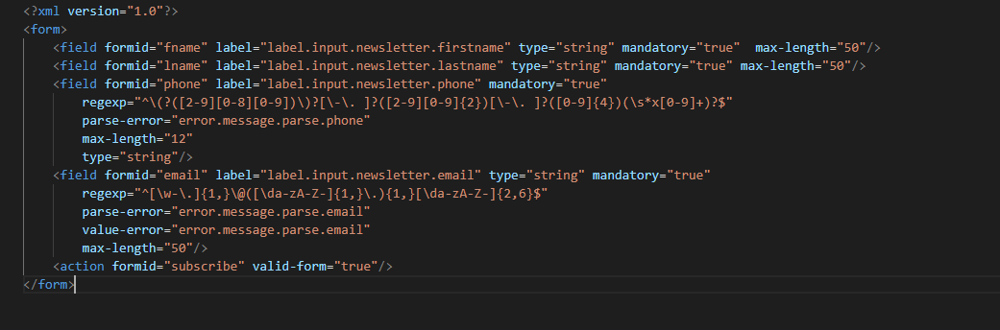 <?xml version="1.0"?>
<form>
    <field formid="fname" label="label.input.newsletter.firstname" type="string" mandatory="true"  max-length="50"/>
    <field formid="lname" label="label.input.newsletter.lastname" type="string" mandatory="true" max-length="50"/>
    <field formid="phone" label="label.input.newsletter.phone" mandatory="true"
        regexp="^\(?([2-9][0-8][0-9])\)?[\-\. ]?([2-9][0-9]{2})[\-\. ]?([0-9]{4})(\s*x[0-9]+)?$"
        parse-error="error.message.parse.phone"
        max-length="12"
        type="string"/>
    <field formid="email" label="label.input.newsletter.email" type="string" mandatory="true"
        regexp="^[\w-\.]{1,}\@([\da-zA-Z-]{1,}\.){1,}[\da-zA-Z-]{2,6}$"
        parse-error="error.message.parse.email"
        value-error="error.message.parse.email"
        max-length="50"/>
    <action formid="subscribe" valid-form="true"/>
</form>